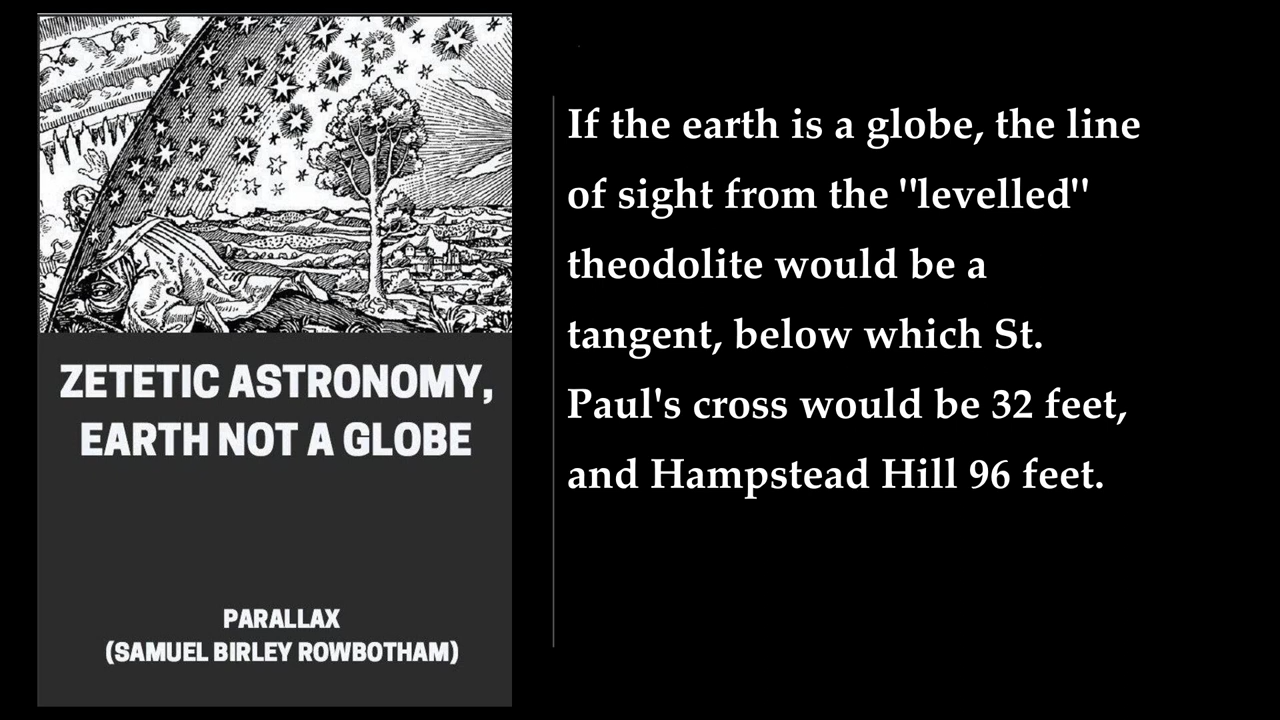 ZETETIC ASTRONOMY,
EARTH NOT A GLOBE
PARALLAX
(SAMUEL BIRLEY ROWBOTHAM)
If the earth is a globe, the line
of sight from the "levelled"
theodolite would be a
tangent, below which St.
Paul's cross would be 32 feet,
and Hampstead Hill 96 feet.